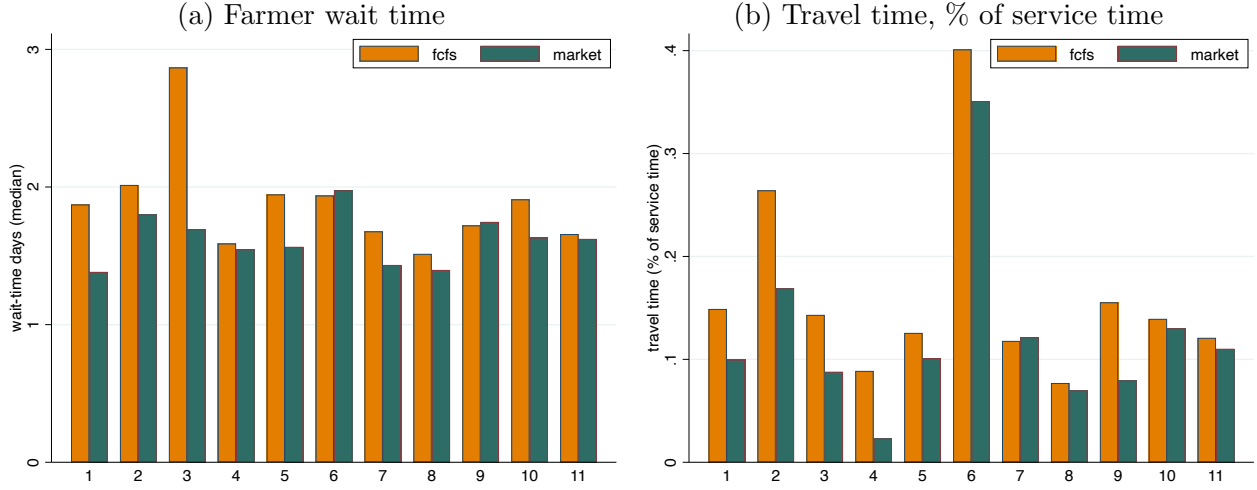 (a) Farmer wait time
wait-time days (median)
3
2
1
0
fcfs market
1 2 3 4 5 6 7 8 9 10 11
(b) Travel time, % of service time
travel time (% of service time)
.4
.3
.2
.1
0
fcfs market
1 2 3 4 5 6 7 8 9 10 11